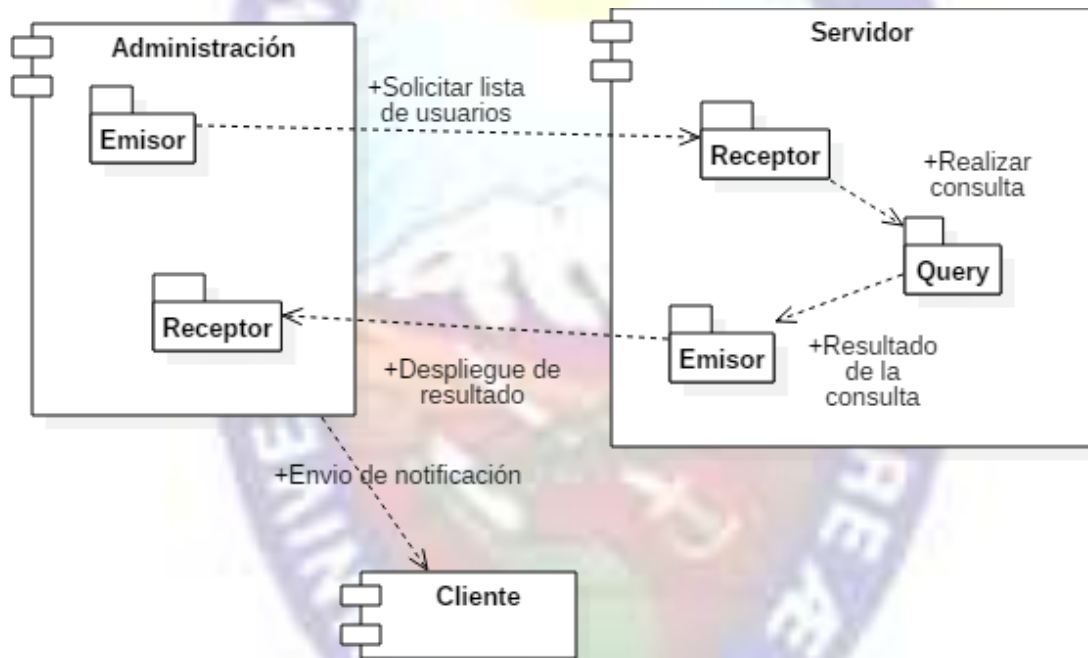 Administración
Servidor
+Solicitar lista
de usuarios
Emisor
Receptor
+Realizar
consulta
Query
Receptor
Emisor
+Resultado
de la
consulta
+Despliegue de
resultado
+Envio de notificación
Cliente